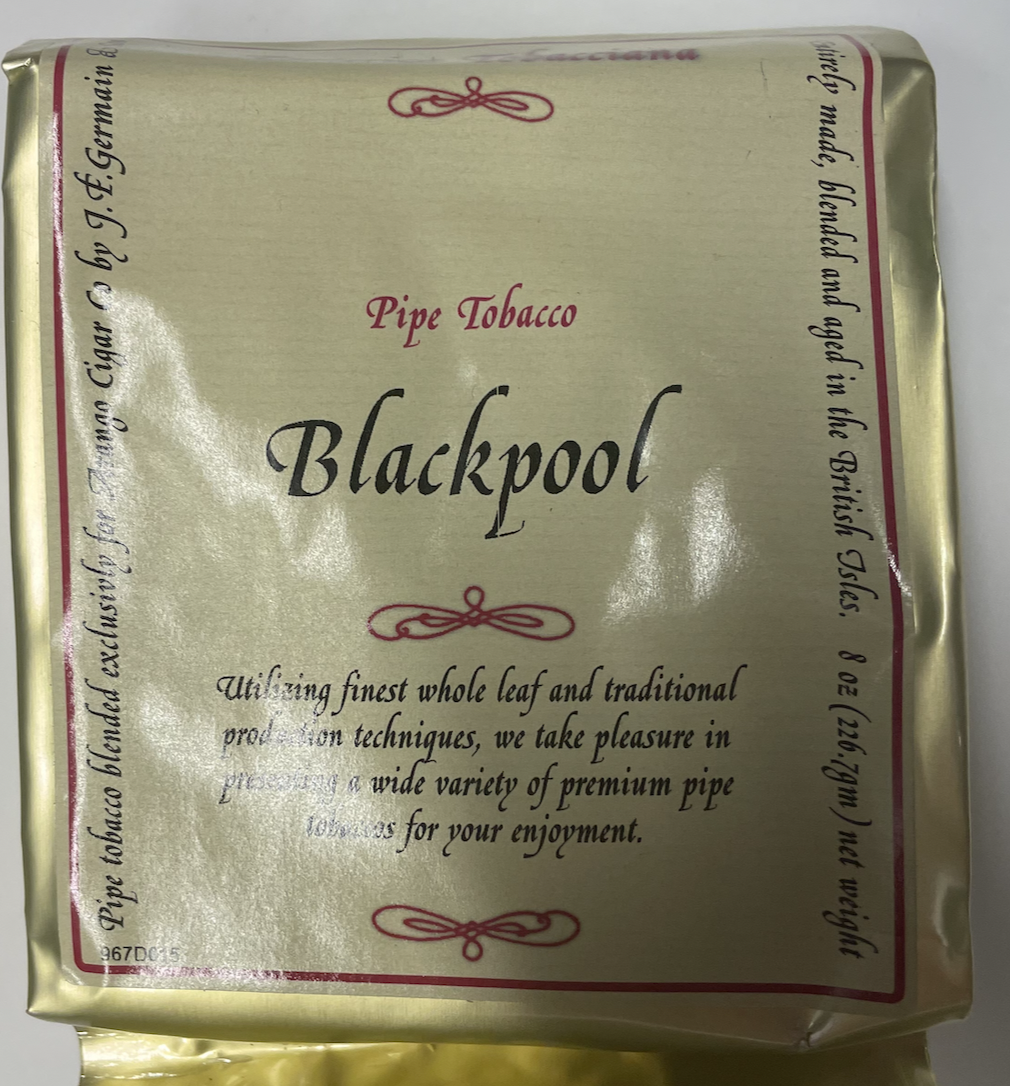 Tobacciana
Pipe Tobacco
Blackpool
Utilizing finest whole leaf and traditional
production techniques, we take pleasure in
presenting a wide variety of premium pipe
tobaccos for your enjoyment.
Pipe tobacco blended exclusivly for Arango Cigar Co by J.F.Germain &
made, blended and aged in the British Isles. 8 oz (226,7gm) net weight
967D015